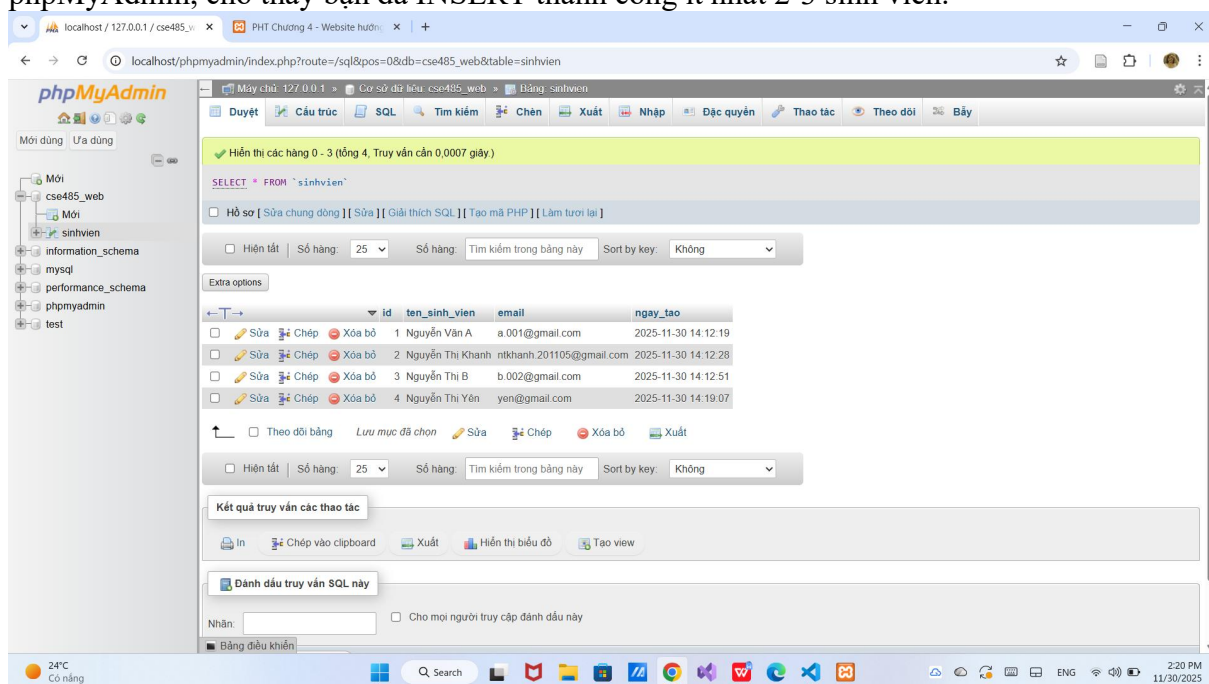 phpMyAdmin, cho thấy bạn đã INSERT thành công ít nhất 2-3 sinh viên.
localhost / 127.0.0.1 / cse485_w
PHT Chương 4 - Website hướng
localhost/phpmyadmin/index.php?route=/sql&pos=0&db=cse485_web&table=sinhvien
phpMyAdmin
Mới dùng Ưa dùng
Mới
cse485_web
Mới
sinhvien
information_schema
mysql
performance_schema
phpmyadmin
test
Máy chủ: 127.0.0.1 » Cơ sở dữ liệu: cse485_web » Bảng: sinhvien
Duyệt Cấu trúc SQL Tìm kiếm Chèn Xuất Nhập Đặc quyền Thao tác Theo dõi Bẫy
Hiển thị các hàng 0 - 3 (tổng 4, Truy vấn cần 0,0007 giây.)
SELECT * FROM `sinhvien`
Hồ sơ [ Sửa chung dòng ] [ Sửa ] [ Giải thích SQL ] [ Tạo mã PHP ] [ Làm tươi lại ]
Hiện tất | Số hàng: 25 Số hàng: Tìm kiếm trong bảng này Sort by key: Không
Extra options
←T→ id ten_sinh_vien email ngay_tao
Sửa Chép Xóa bỏ 1 Nguyễn Văn A a.001@gmail.com 2025-11-30 14:12:19
Sửa Chép Xóa bỏ 2 Nguyễn Thị Khanh ntkhanh.201105@gmail.com 2025-11-30 14:12:28
Sửa Chép Xóa bỏ 3 Nguyễn Thị B b.002@gmail.com 2025-11-30 14:12:51
Sửa Chép Xóa bỏ 4 Nguyễn Thị Yên yen@gmail.com 2025-11-30 14:19:07
Theo dõi bảng Lưu mục đã chọn Sửa Chép Xóa bỏ Xuất
Hiện tất | Số hàng: 25 Số hàng: Tìm kiếm trong bảng này Sort by key: Không
Kết quả truy vấn các thao tác
In Chép vào clipboard Xuất Hiển thị biểu đồ Tạo view
Đánh dấu truy vấn SQL này
Nhãn: Cho mọi người truy cập đánh dấu này
Bảng điều khiển
24°C
Có nắng
Search
ENG
2:20 PM
11/30/2025